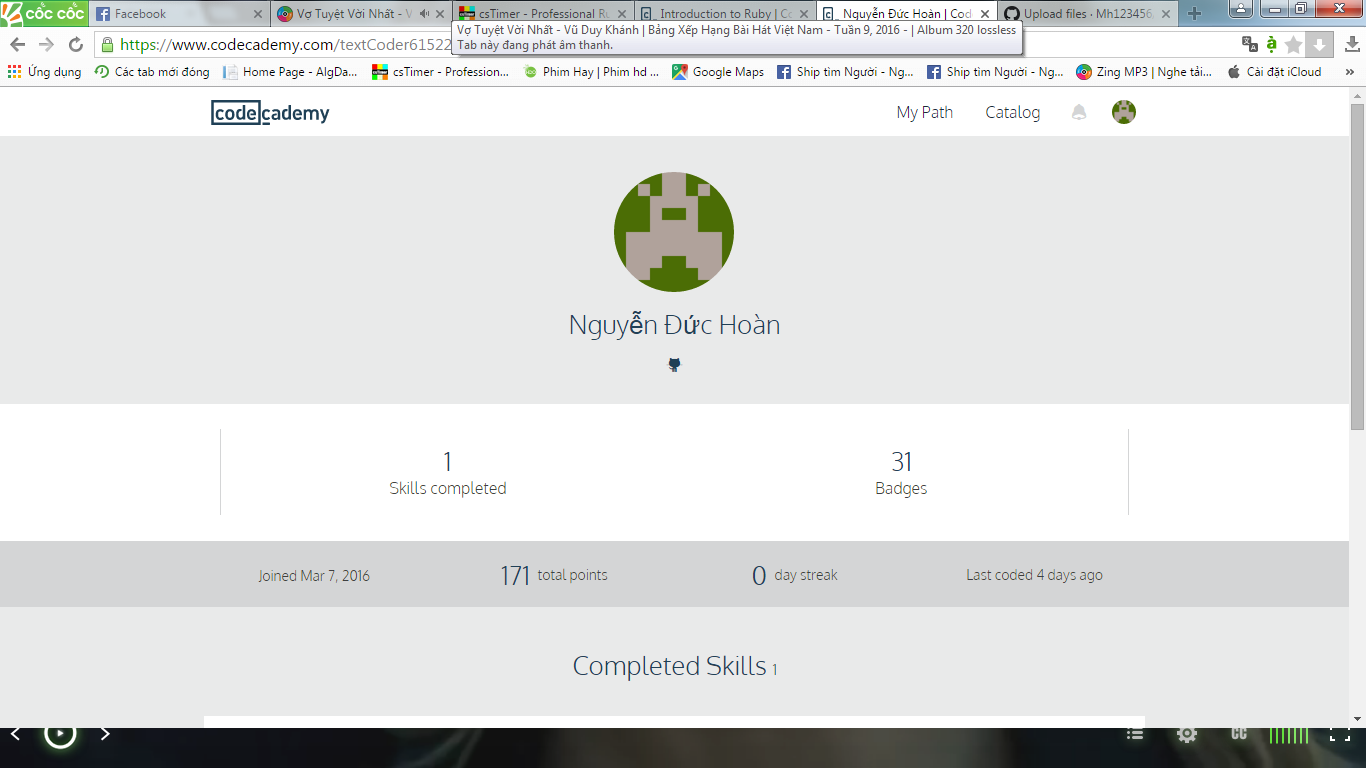 CỐC CỐC
Facebook
Vợ Tuyệt Vời Nhất - V
csTimer - Professional Ru
Introduction to Ruby | Co
Nguyễn Đức Hoàn | Cod
Upload files · Mh123456
Vợ Tuyệt Vời Nhất - Vũ Duy Khánh | Bảng Xếp Hạng Bài Hát Việt Nam - Tuần 9, 2016 - | Album 320 lossless
Tab này đang phát âm thanh.
https://www.codecademy.com/textCoder61522
Ứng dụng
Các tab mới đóng
Home Page - AlgDa...
csTimer - Profession...
Phim Hay | Phim hd ...
Google Maps
Ship tìm Người - Ng...
Ship tìm Người - Ng...
Zing MP3 | Nghe tải...
Cài đặt iCloud
codecademy
My Path
Catalog
Nguyễn Đức Hoàn
1
Skills completed
31
Badges
Joined Mar 7, 2016
171 total points
0 day streak
Last coded 4 days ago
Completed Skills 1
CC